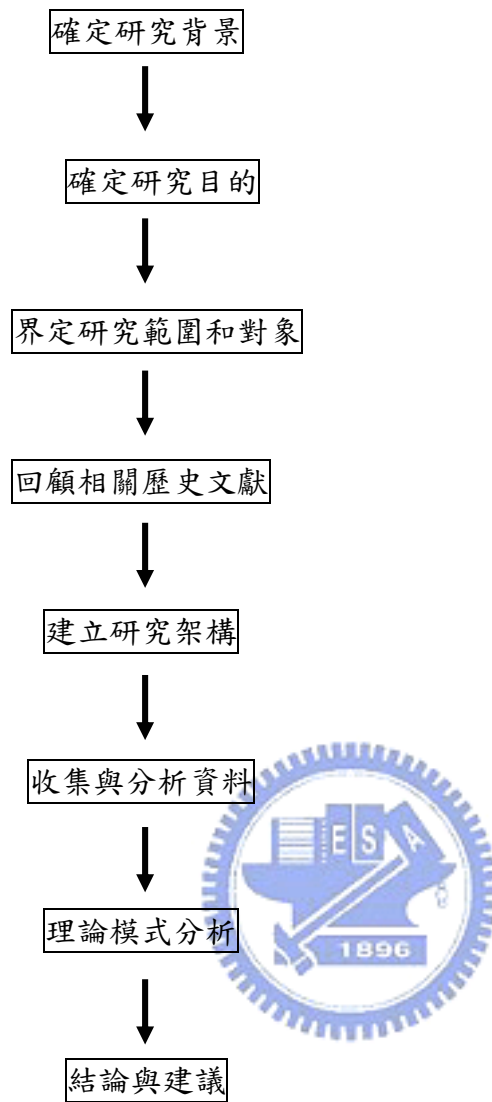 確定研究背景
確定研究目的
界定研究範圍和對象
回顧相關歷史文獻
建立研究架構
收集與分析資料
ESA
理論模式分析
1896
結論與建議